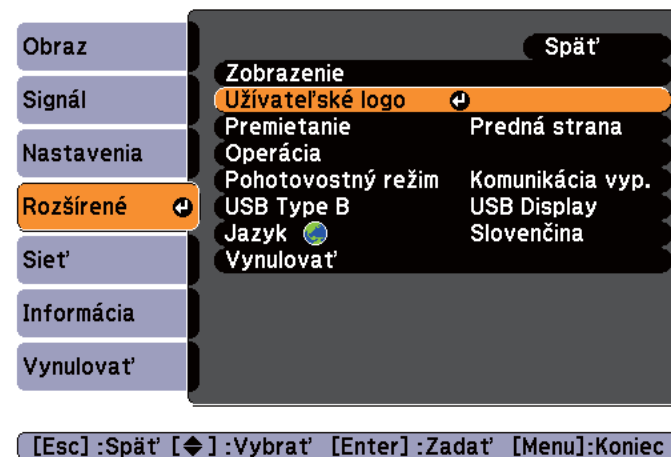 Obraz
Signál
Nastavenia
Rozšírené
Sieť
Informácia
Vynulovať
Späť
Zobrazenie
Užívateľské logo
Premietanie Predná strana
Operácia
Pohotovostný režim Komunikácia vyp.
USB Type B USB Display
Jazyk Slovenčina
Vynulovať
[Esc] :Späť [◆] :Vybrať [Enter] :Zadať [Menu]:Koniec